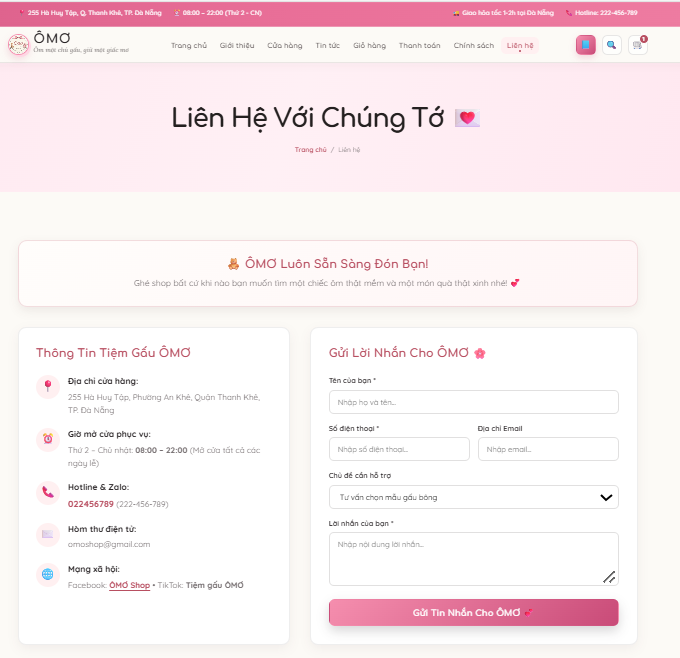 255 Hà Huy Tập, Q. Thanh Khê, TP. Đà Nẵng
08:00 – 22:00 (Thứ 2 - CN)
Giao hỏa tốc 1-2h tại Đà Nẵng
Hotline: 222-456-789
ÔMƠ
Ôm một chú gấu, giữ một giấc mơ
Trang chủ
Giới thiệu
Cửa hàng
Tin tức
Giỏ hàng
Thanh toán
Chính sách
Liên hệ
Liên Hệ Với Chúng Tớ
Trang chủ / Liên hệ
ÔMƠ Luôn Sẵn Sàng Đón Bạn!
Ghé shop bất cứ khi nào bạn muốn tìm một chiếc ôm thật mềm và một món quà thật xinh nhé!
Thông Tin Tiệm Gấu ÔMƠ
Địa chỉ cửa hàng:
255 Hà Huy Tập, Phường An Khê, Quận Thanh Khê,
TP. Đà Nẵng
Giờ mở cửa phục vụ:
Thứ 2 – Chủ nhật: 08:00 – 22:00 (Mở cửa tất cả các
ngày lễ)
Hotline & Zalo:
022456789 (222-456-789)
Hòm thư điện tử:
omoshop@gmail.com
Mạng xã hội:
Facebook: ÔMƠ Shop • TikTok: Tiệm gấu ÔMƠ
Gửi Lời Nhắn Cho ÔMƠ
Tên của bạn *
Nhập họ và tên...
Số điện thoại *
Địa chỉ Email
Nhập số điện thoại...
Nhập email...
Chủ đề cần hỗ trợ
Tư vấn chọn mẫu gấu bông
Lời nhắn của bạn *
Nhập nội dung lời nhắn...
Gửi Tin Nhắn Cho ÔMƠ